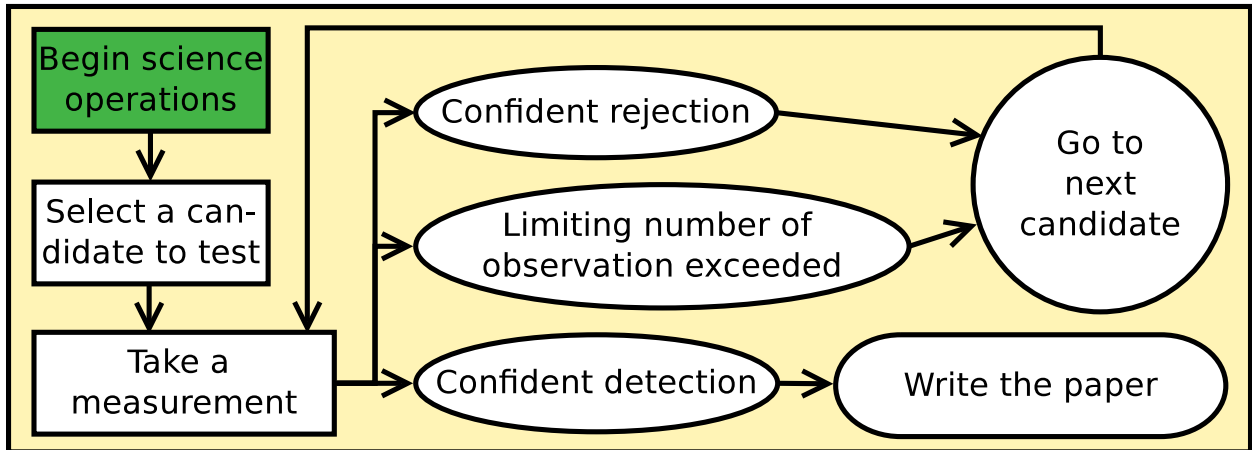 Begin science
operations
Select a can-
didate to test
Take a
measurement
Confident rejection
Limiting number of
observation exceeded
Confident detection
Go to
next
candidate
Write the paper